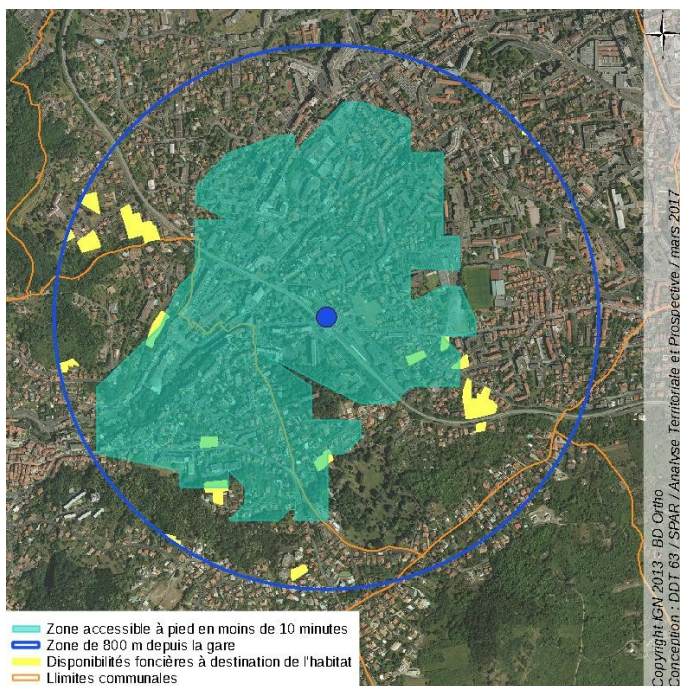 Zone accessible à pied en moins de 10 minutes
Zone de 800 m depuis la gare
Disponibilités foncières à destination de l'habitat
Llimites communales
Copyright IGN 2013 - BD Ortho
Conception : DDT 63 / SPAR / Analyse Territoriale et Prospective / mars 2017